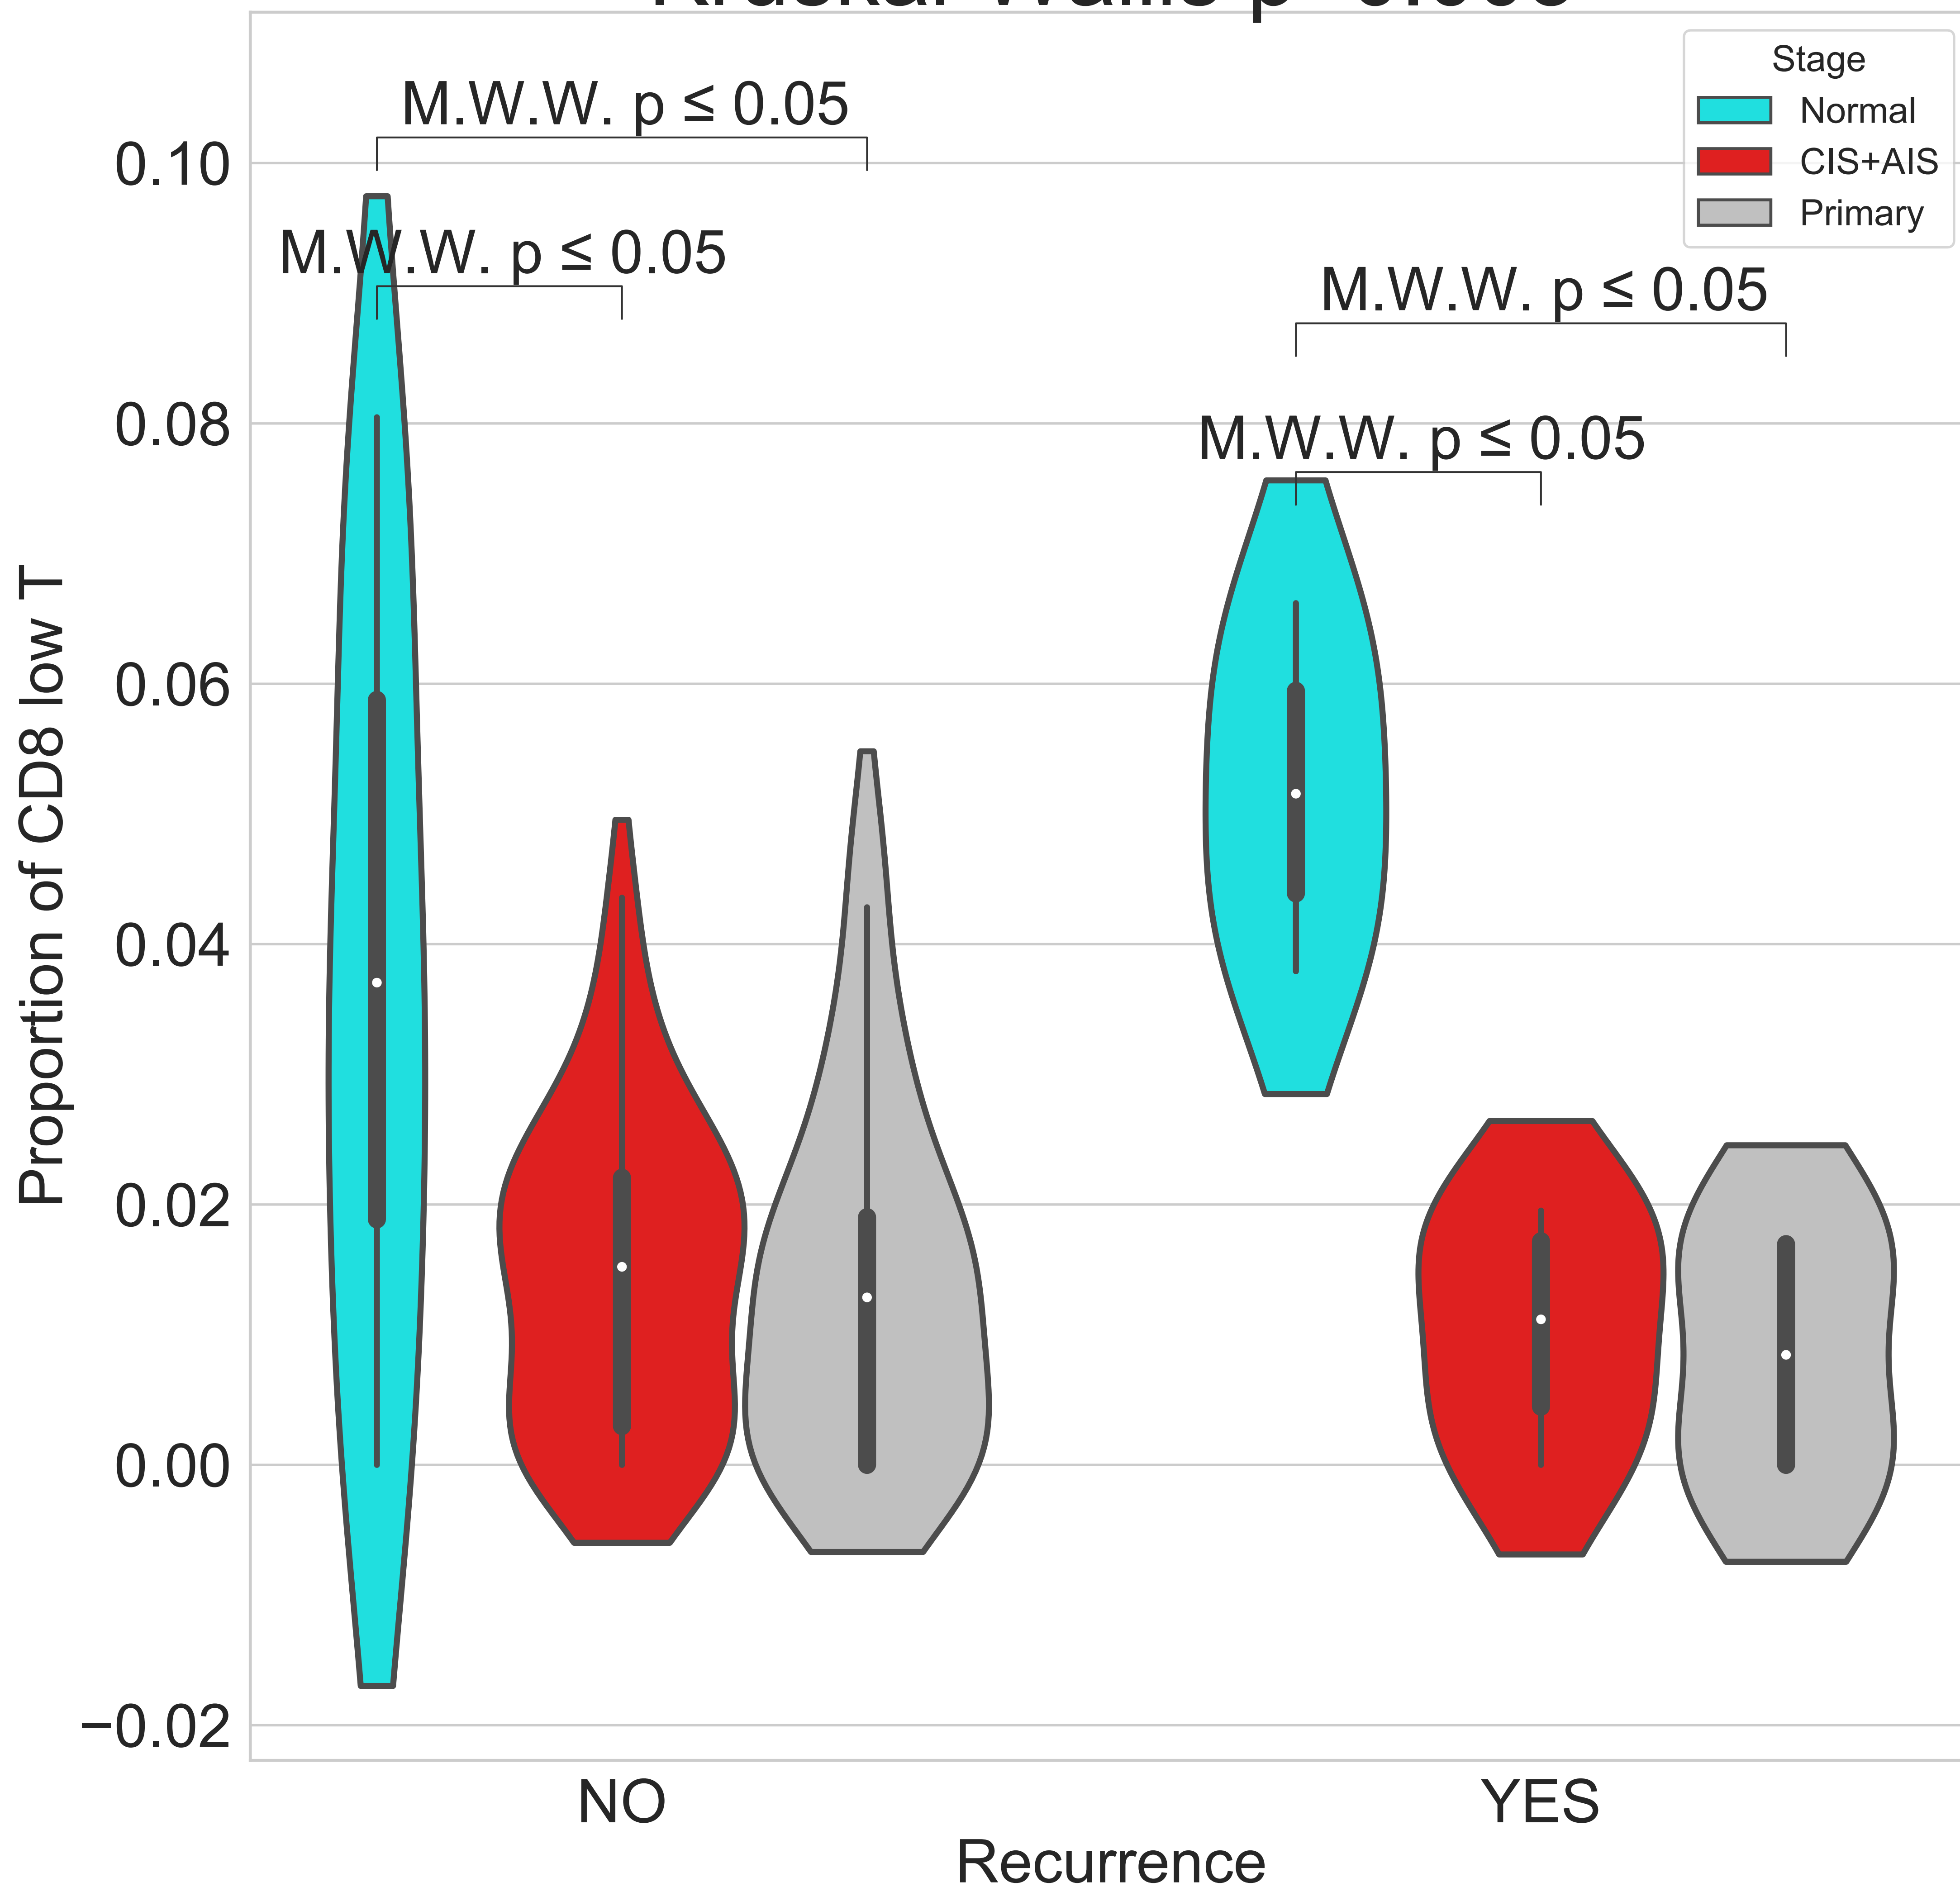 Stage
Normal
CIS+AIS
Primary
M.W.W. p ≤ 0.05
M.W.W. p ≤ 0.05
M.W.W. p ≤ 0.05
M.W.W. p ≤ 0.05
Proportion of CD8 low T
0.10
0.08
0.06
0.04
0.02
0.00
−0.02
NO
YES
Recurrence